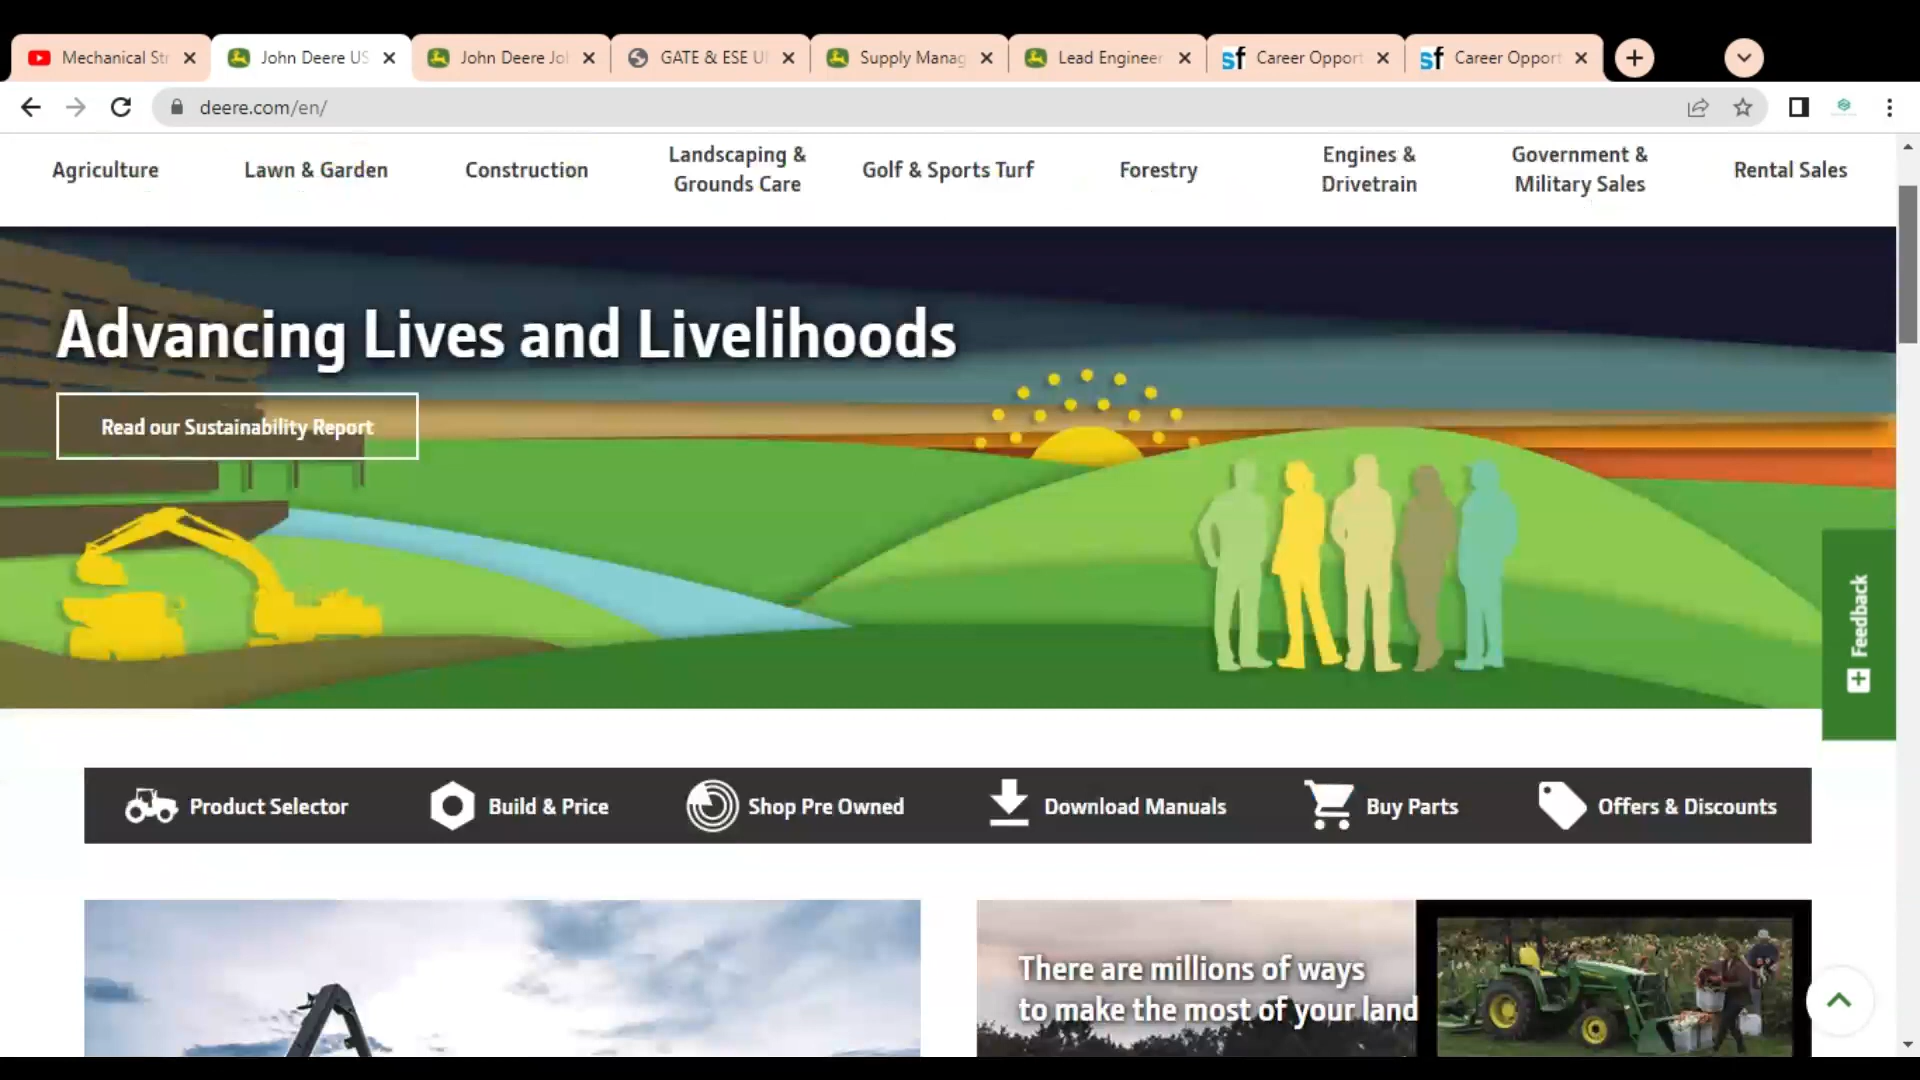 Mechanical Str
John Deere US
John Deere Jo
GATE & ESE U
Supply Manag
Lead Engineer
sf Career Opport
sf Career Opport
deere.com/en/
Agriculture
Lawn & Garden
Construction
Landscaping &
Grounds Care
Golf & Sports Turf
Forestry
Engines &
Drivetrain
Government &
Military Sales
Rental Sales
Advancing Lives and Livelihoods
Read our Sustainability Report
Feedback
Product Selector
Build & Price
Shop Pre Owned
Download Manuals
Buy Parts
Offers & Discounts
There are millions of ways
to make the most of your land